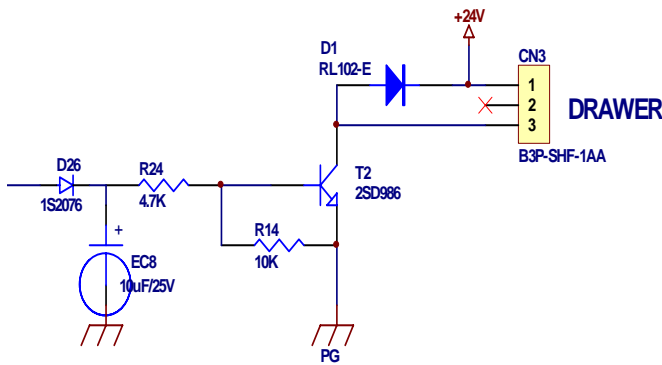 +24V
D1
RL102-E
CN3
1
2
3
DRAWER
B3P-SHF-1AA
D26
1S2076
R24
4.7K
T2
2SD986
+
R14
10K
EC8
10uF/25V
PG